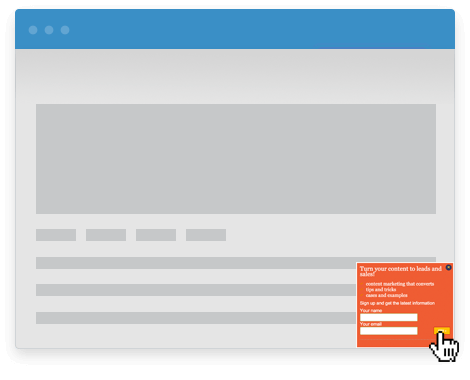 Turn your content to leads and
sales!
content marketing that converts
tips and tricks
cases and examples
Sign up and get the latest information
Your name
Your email